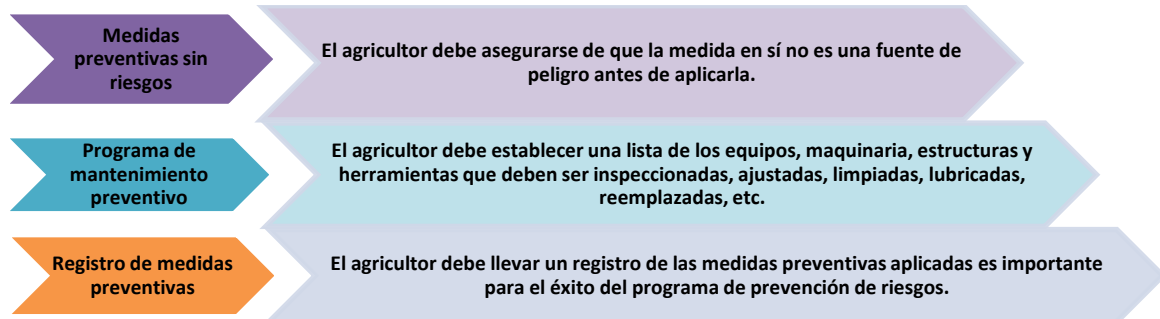 Medidas
preventivas sin
riesgos
El agricultor debe asegurarse de que la medida en sí no es una fuente de
peligro antes de aplicarla.
Programa de
mantenimiento
preventivo
El agricultor debe establecer una lista de los equipos, maquinaria, estructuras y
herramientas que deben ser inspeccionadas, ajustadas, limpiadas, lubricadas,
reemplazadas, etc.
Registro de medidas
preventivas
El agricultor debe llevar un registro de las medidas preventivas aplicadas es importante
para el éxito del programa de prevención de riesgos.